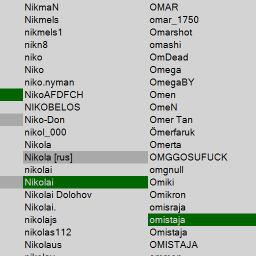 NikmaN
Nikmels
nikmels1
nikn8
niko
Niko
niko.nyman
NikoAFDFCH
NIKOBELOS
Niko-Don
nikol_000
Nikola
Nikola [rus]
nikolai
Nikolai
Nikolai Dolohov
Nikolai.
nikolajs
nikolas112
Nikolaus
OMAR
omar_1750
Omarshot
omashi
OmDead
Omega
OmegaBY
Omen
OmeN
Omer Tan
Ömerfaruk
Omerta
OMGGOSUFUCK
omgnull
Omiki
Omikron
omisraja
omistaja
Omistaja
OMISTAJA